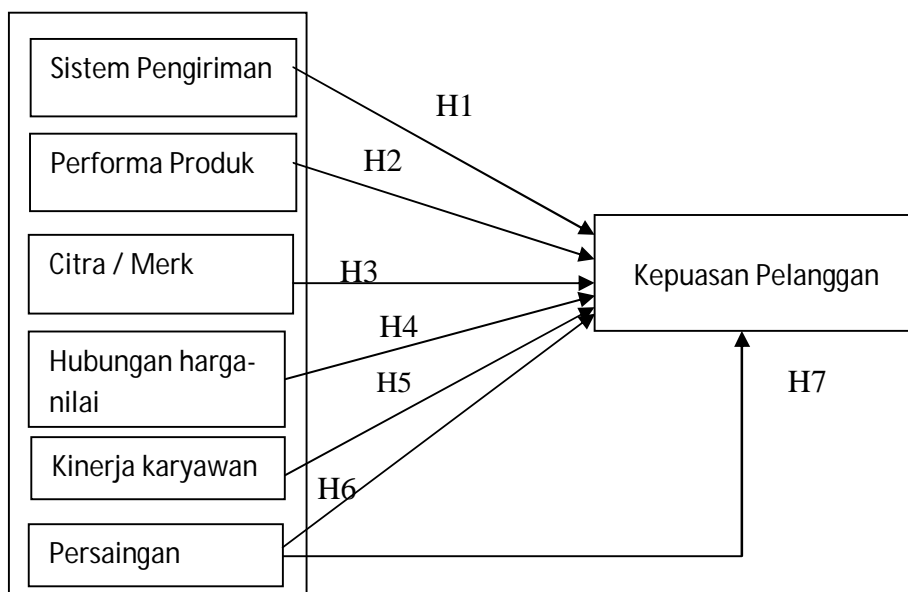 Sistem Pengiriman
H1
Performa Produk
H2
Citra / Merk
H3
Kepuasan Pelanggan
Hubungan harga-
nilai
H4
H5
H7
Kinerja karyawan
H6
Persaingan